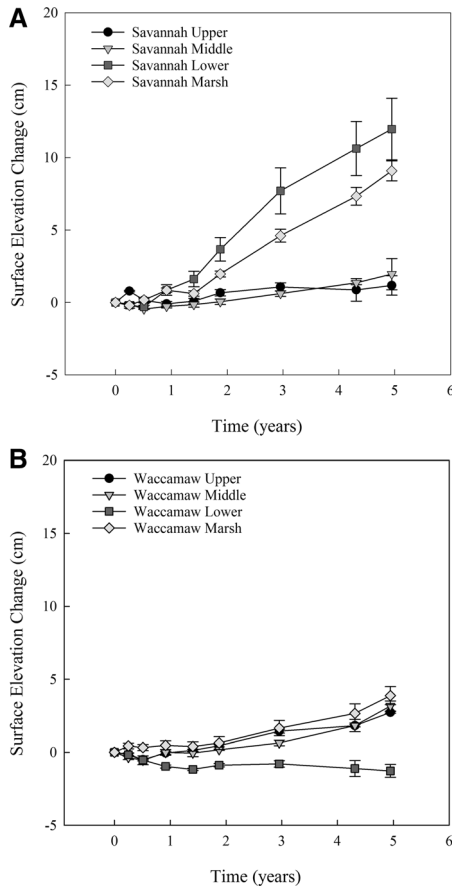 A
20
Savannah Upper
Savannah Middle
Savannah Lower
Savannah Marsh
15
10
5
0
-5
Surface Elevation Change (cm)
0 1 2 3 4 5 6
Time (years)
B
20
Waccamaw Upper
Waccamaw Middle
Waccamaw Lower
Waccamaw Marsh
15
10
5
0
-5
Surface Elevation Change (cm)
0 1 2 3 4 5 6
Time (years)